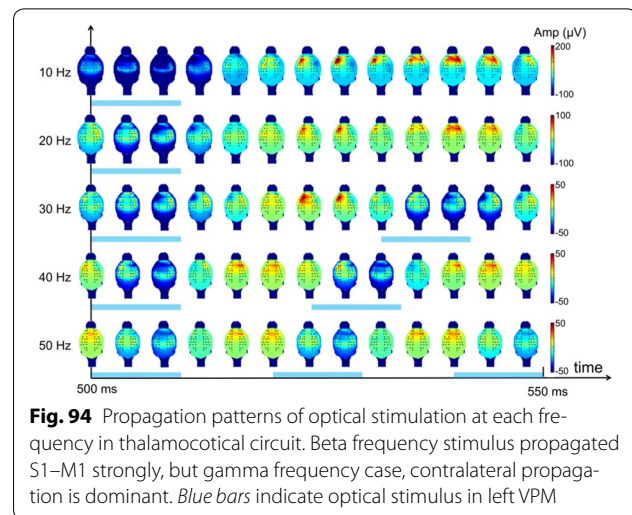 Amp (μV)
10 Hz
200
-100
20 Hz
100
-100
30 Hz
50
-50
40 Hz
50
-50
50 Hz
50
-50
time
500 ms
550 ms
Fig. 94 Propagation patterns of optical stimulation at each fre-
quency in thalamocotical circuit. Beta frequency stimulus propagated
S1–M1 strongly, but gamma frequency case, contralateral propaga-
tion is dominant. Blue bars indicate optical stimulus in left VPM